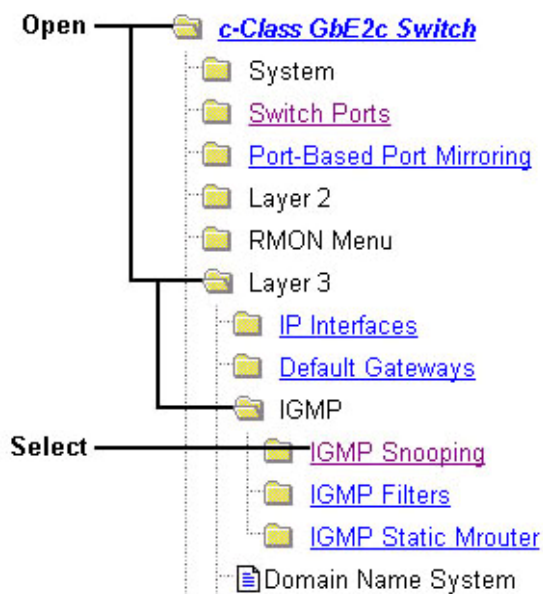 Open c-Class GbE2c Switch
System
Switch Ports
Port-Based Port Mirroring
Layer 2
RMON Menu
Layer 3
IP Interfaces
Default Gateways
IGMP
Select IGMP Snooping
IGMP Filters
IGMP Static Mrouter
Domain Name System